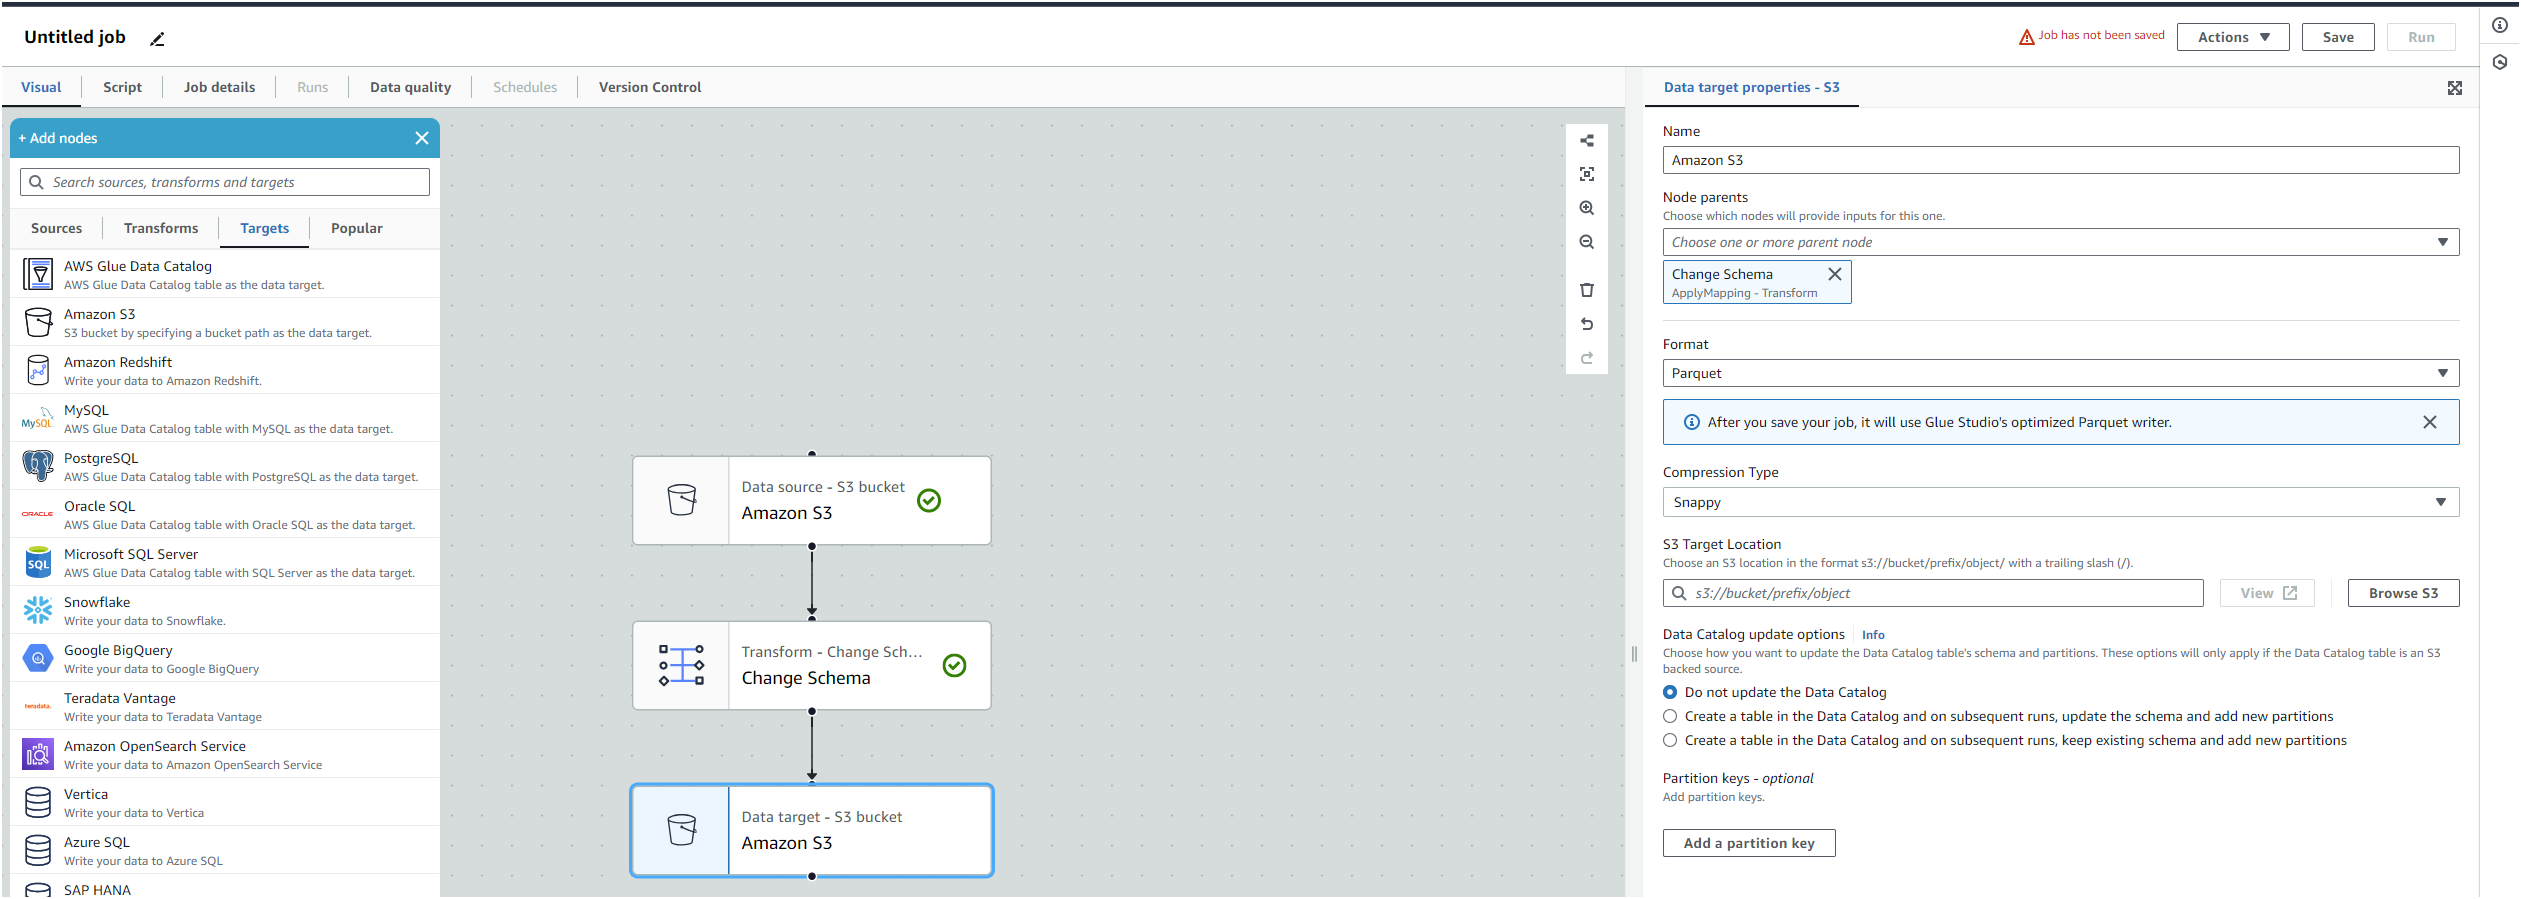 Untitled job
Job has not been saved
Actions
Save
Run
Visual
Script
Job details
Runs
Data quality
Schedules
Version Control
+ Add nodes
Search sources, transforms and targets
Sources
Transforms
Targets
Popular
AWS Glue Data Catalog
AWS Glue Data Catalog table as the data target.
Amazon S3
S3 bucket by specifying a bucket path as the data target.
Amazon Redshift
Write your data to Amazon Redshift.
MySQL
MySQL
AWS Glue Data Catalog table with MySQL as the data target.
PostgreSQL
AWS Glue Data Catalog table with PostgreSQL as the data target.
ORACLE
Oracle SQL
AWS Glue Data Catalog table with Oracle SQL as the data target.
SQL
Microsoft SQL Server
AWS Glue Data Catalog table with SQL Server as the data target.
Snowflake
Write your data to Snowflake.
Google BigQuery
Write your data to Google BigQuery
teradata.
Teradata Vantage
Write your data to Teradata Vantage
Amazon OpenSearch Service
Write your data to Amazon OpenSearch Service
Vertica
Write your data to Vertica
Azure SQL
Write your data to Azure SQL
SAP HANA
Data source - S3 bucket
Amazon S3
Transform - Change Sch...
Change Schema
Data target - S3 bucket
Amazon S3
Data target properties - S3
Name
Amazon S3
Node parents
Choose which nodes will provide inputs for this one.
Choose one or more parent node
Change Schema
ApplyMapping - Transform
Format
Parquet
After you save your job, it will use Glue Studio's optimized Parquet writer.
Compression Type
Snappy
S3 Target Location
Choose an S3 location in the format s3://bucket/prefix/object/ with a trailing slash (/).
s3://bucket/prefix/object
View
Browse S3
Data Catalog update options
Info
Choose how you want to update the Data Catalog table's schema and partitions. These options will only apply if the Data Catalog table is an S3
backed source.
Do not update the Data Catalog
Create a table in the Data Catalog and on subsequent runs, update the schema and add new partitions
Create a table in the Data Catalog and on subsequent runs, keep existing schema and add new partitions
Partition keys - optional
Add partition keys.
Add a partition key